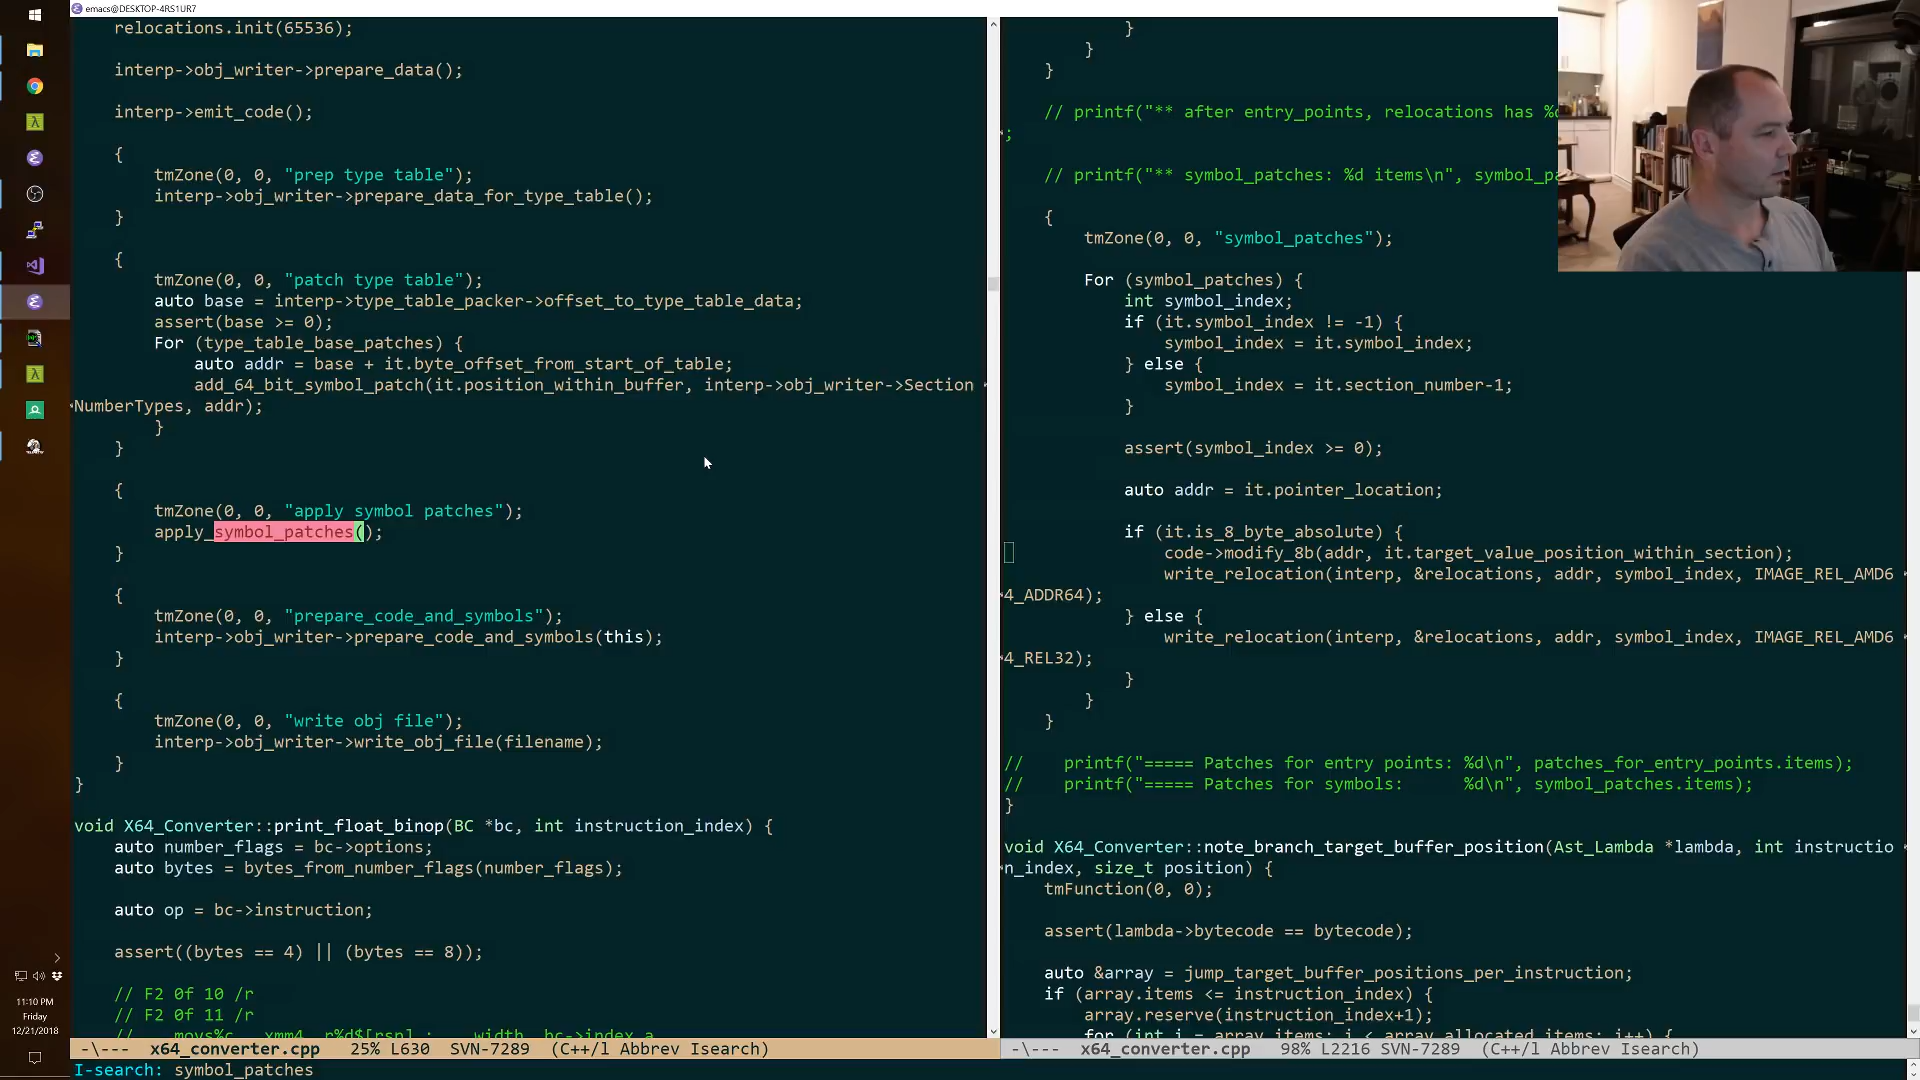 emacs@DESKTOP-4RS1UR7
relocations.init(65536);
interp->obj_writer->prepare_data();
interp->emit_code();
{
tmZone(0, 0, "prep type table");
interp->obj_writer->prepare_data_for_type_table();
}
{
tmZone(0, 0, "patch type table");
auto base = interp->type_table_packer->offset_to_type_table_data;
assert(base >= 0);
For (type_table_base_patches) {
auto addr = base + it.byte_offset_from_start_of_table;
add_64_bit_symbol_patch(it.position_within_buffer, interp->obj_writer->Section
NumberTypes, addr);
}
}
{
tmZone(0, 0, "apply symbol patches");
apply_symbol_patches();
}
{
tmZone(0, 0, "prepare_code_and_symbols");
interp->obj_writer->prepare_code_and_symbols(this);
}
{
tmZone(0, 0, "write obj file");
interp->obj_writer->write_obj_file(filename);
}
}
void X64_Converter::print_float_binop(BC *bc, int instruction_index) {
auto number_flags = bc->options;
auto bytes = bytes_from_number_flags(number_flags);
auto op = bc->instruction;
assert((bytes == 4) || (bytes == 8));
// F2 0f 10 /r
// F2 0f 11 /r
-\--- x64_converter.cpp 25% L630 SVN-7289 (C++/l Abbrev Isearch)
I-search: symbol_patches
}
}
}
// printf("** after entry_points, relocations has %
;
// printf("** symbol_patches: %d items\n", symbol_pa
{
tmZone(0, 0, "symbol_patches");
For (symbol_patches) {
int symbol_index;
if (it.symbol_index != -1) {
symbol_index = it.symbol_index;
} else {
symbol_index = it.section_number-1;
}
assert(symbol_index >= 0);
auto addr = it.pointer_location;
if (it.is_8_byte_absolute) {
code->modify_8b(addr, it.target_value_position_within_section);
write_relocation(interp, &relocations, addr, symbol_index, IMAGE_REL_AMD6
4_ADDR64);
} else {
write_relocation(interp, &relocations, addr, symbol_index, IMAGE_REL_AMD6
4_REL32);
}
}
}
// printf("===== Patches for entry points: %d\n", patches_for_entry_points.items);
// printf("===== Patches for symbols: %d\n", symbol_patches.items);
}
void X64_Converter::note_branch_target_buffer_position(Ast_Lambda *lambda, int instructio
n_index, size_t position) {
tmFunction(0, 0);
assert(lambda->bytecode == bytecode);
auto &array = jump_target_buffer_positions_per_instruction;
if (array.items <= instruction_index) {
array.reserve(instruction_index+1);
for (int i = array.items; i < array.allocated_items; i++) {
-\--- x64_converter.cpp 98% L2216 SVN-7289 (C++/l Abbrev Isearch)
11:10 PM
Friday
12/21/2018